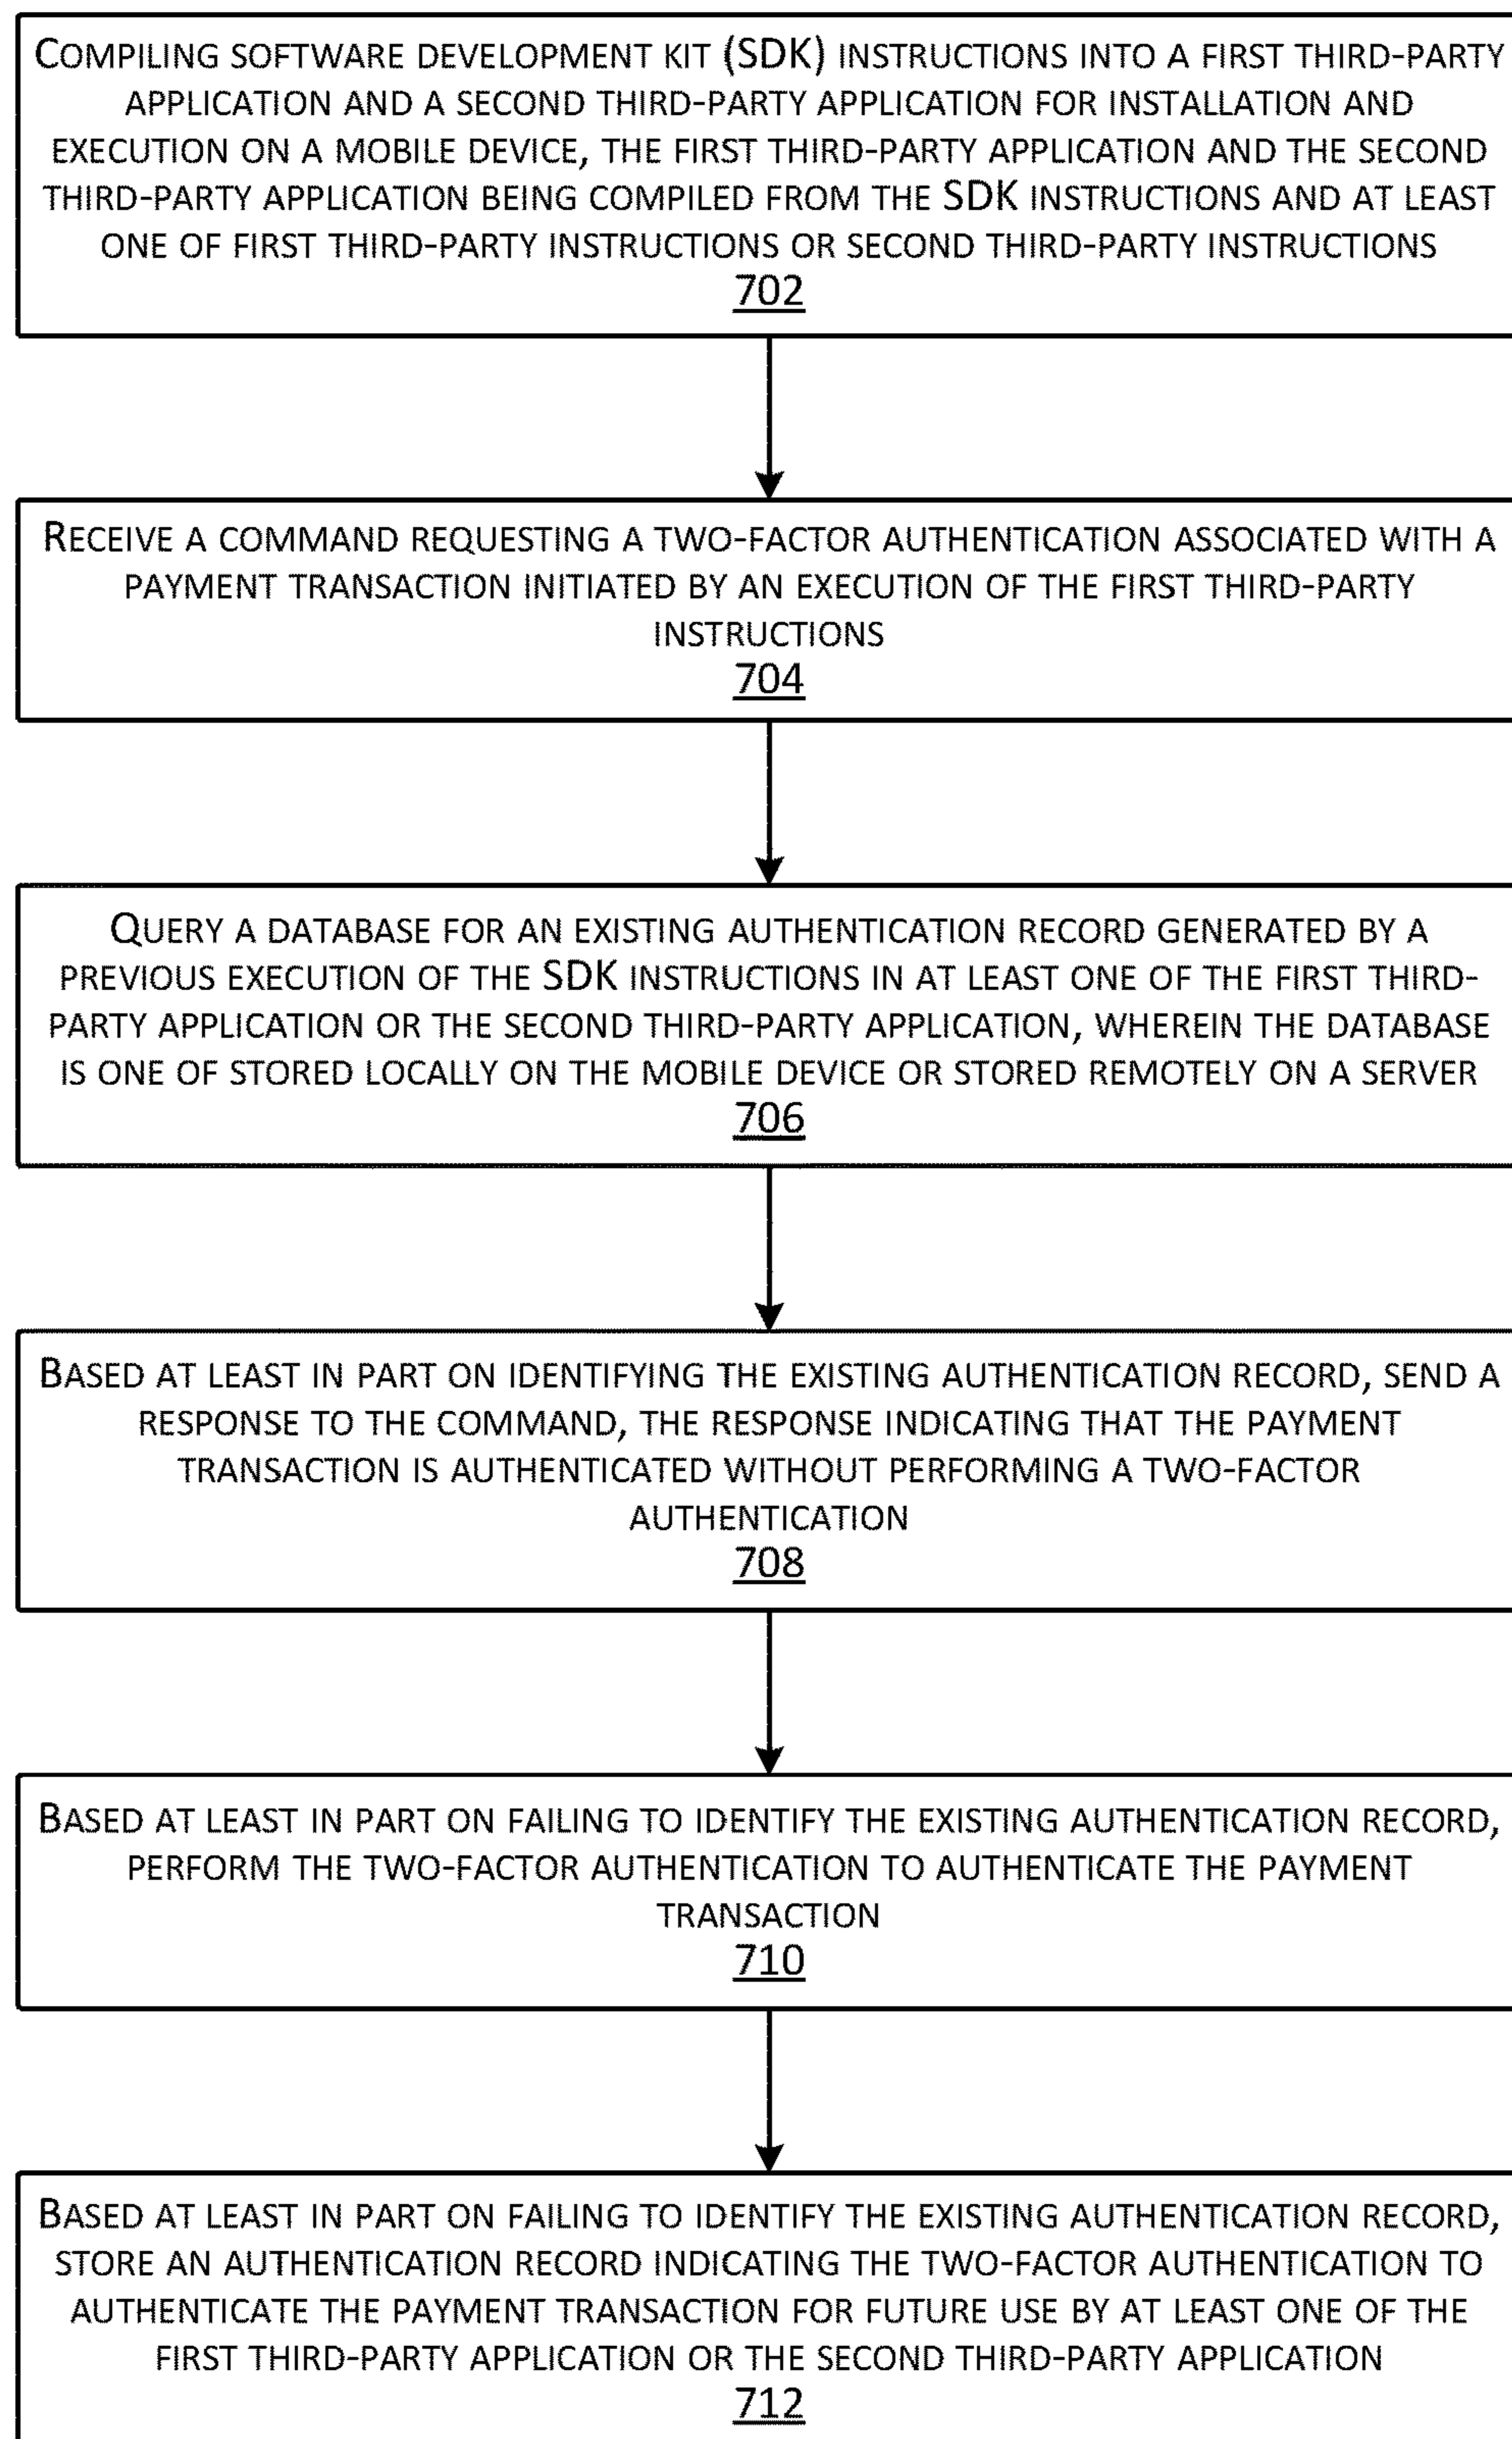 COMPILING SOFTWARE DEVELOPMENT KIT (SDK) INSTRUCTIONS INTO A FIRST THIRD-PARTY
APPLICATION AND A SECOND THIRD-PARTY APPLICATION FOR INSTALLATION AND
EXECUTION ON A MOBILE DEVICE, THE FIRST THIRD-PARTY APPLICATION AND THE SECOND
THIRD-PARTY APPLICATION BEING COMPILED FROM THE SDK INSTRUCTIONS AND AT LEAST
ONE OF FIRST THIRD-PARTY INSTRUCTIONS OR SECOND THIRD-PARTY INSTRUCTIONS
702
RECEIVE A COMMAND REQUESTING A TWO-FACTOR AUTHENTICATION ASSOCIATED WITH A
PAYMENT TRANSACTION INITIATED BY AN EXECUTION OF THE FIRST THIRD-PARTY
INSTRUCTIONS
704
QUERY A DATABASE FOR AN EXISTING AUTHENTICATION RECORD GENERATED BY A
PREVIOUS EXECUTION OF THE SDK INSTRUCTIONS IN AT LEAST ONE OF THE FIRST THIRD-
PARTY APPLICATION OR THE SECOND THIRD-PARTY APPLICATION, WHEREIN THE DATABASE
IS ONE OF STORED LOCALLY ON THE MOBILE DEVICE OR STORED REMOTELY ON A SERVER
706
BASED AT LEAST IN PART ON IDENTIFYING THE EXISTING AUTHENTICATION RECORD, SEND A
RESPONSE TO THE COMMAND, THE RESPONSE INDICATING THAT THE PAYMENT
TRANSACTION IS AUTHENTICATED WITHOUT PERFORMING A TWO-FACTOR
AUTHENTICATION
708
BASED AT LEAST IN PART ON FAILING TO IDENTIFY THE EXISTING AUTHENTICATION RECORD,
PERFORM THE TWO-FACTOR AUTHENTICATION TO AUTHENTICATE THE PAYMENT
TRANSACTION
710
BASED AT LEAST IN PART ON FAILING TO IDENTIFY THE EXISTING AUTHENTICATION RECORD,
STORE AN AUTHENTICATION RECORD INDICATING THE TWO-FACTOR AUTHENTICATION TO
AUTHENTICATE THE PAYMENT TRANSACTION FOR FUTURE USE BY AT LEAST ONE OF THE
FIRST THIRD-PARTY APPLICATION OR THE SECOND THIRD-PARTY APPLICATION
712